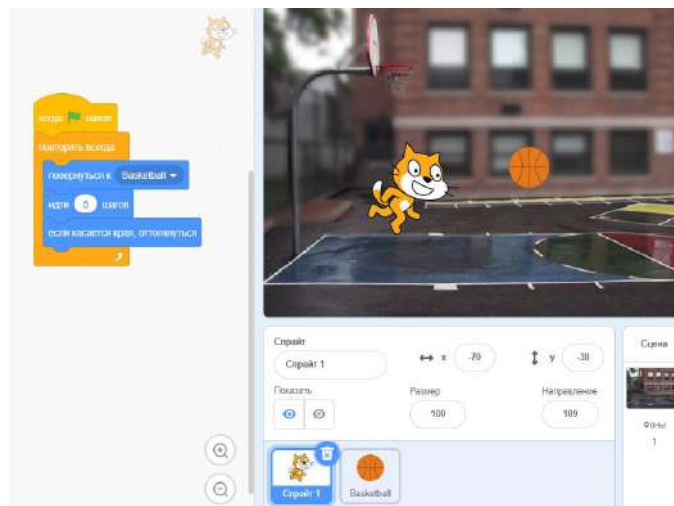 когда нажат
повторять всегда
повернуться к Basketball
идти 5 шагов
если касается края, оттолкнуться
Спрайт
Спрайт 1
x -70
y -38
Показать
Размер
100
Направление
109
Спрайт 1
Basketball
Сцена
1